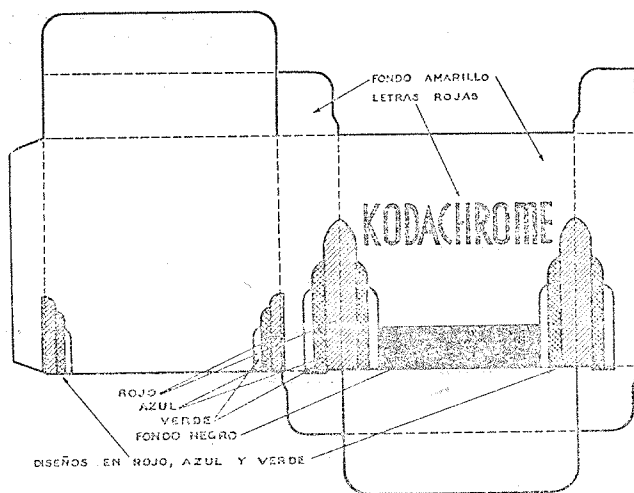 FONDO AMARILLO
LETRAS ROJAS
KODACHROME
ROJO
AZUL
VERDE
FONDO NEGRO
DISEÑOS EN ROJO, AZUL Y VERDE